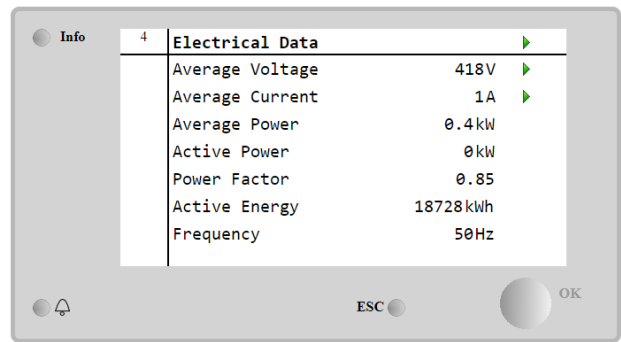 Info
4 Electrical Data
Average Voltage 418V
Average Current 1A
Average Power 0.4kW
Active Power 0kW
Power Factor 0.85
Active Energy 18728kWh
Frequency 50Hz
ESC
OK